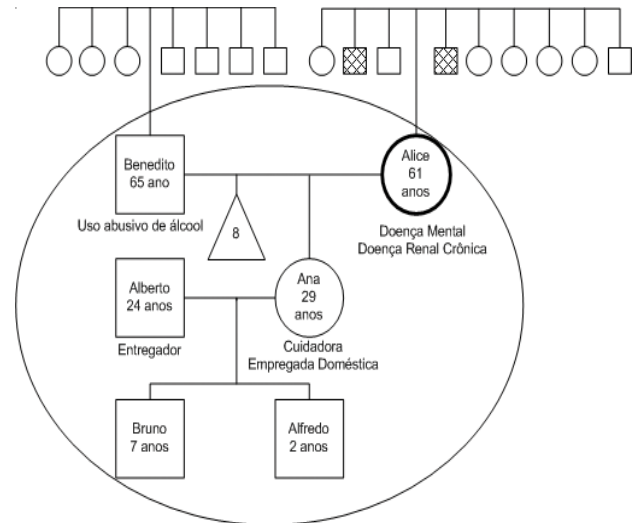 Benedito
65 ano
Uso abusivo de álcool
Alice
61
anos
Doença Mental
Doença Renal Crônica
8
Alberto
24 anos
Entregador
Ana
29
anos
Cuidadora
Empregada Doméstica
Bruno
7 anos
Alfredo
2 anos